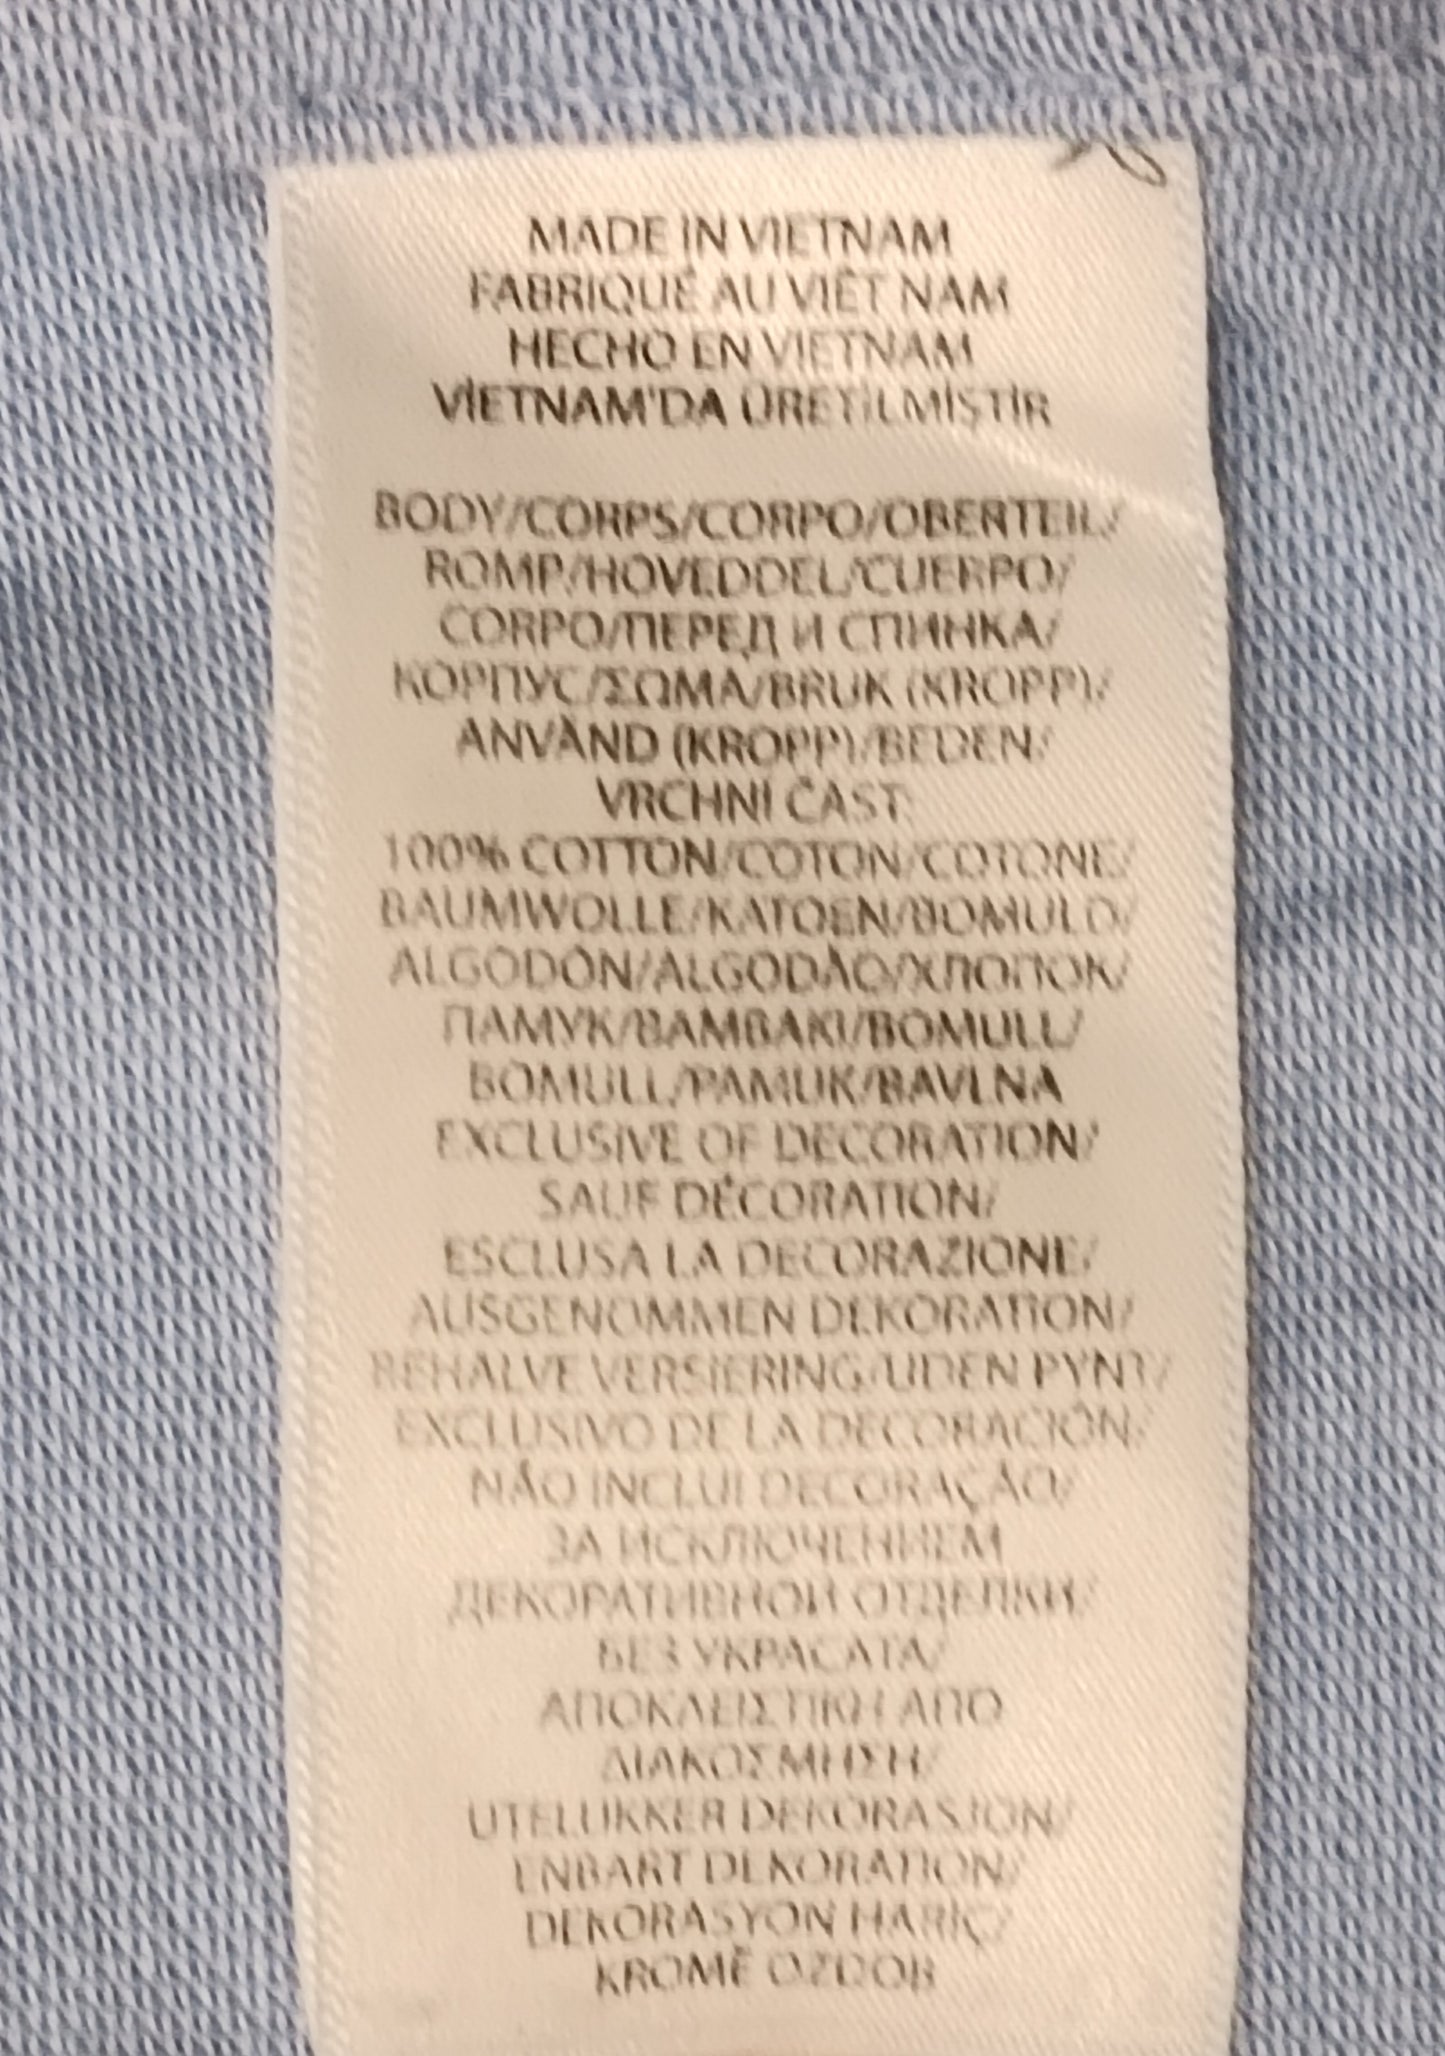 MADE IN VIETNAM
FABRIQUÉ AU VIÊT NAM
HECHO EN VIETNAM
VİETNAM'DA ÜRETİLMİŞTİR
BODY/CORPS/CORPO/OBERTEIL/
ROMP/HOVEDDEL/CUERPO/
CORPO/ПЕРЕД И СПИНКА/
КОРПУС/ΣΩΜΑ/BRUK (KROPP)/
ANVÄND (KROPP)/BEDEN/
VRCHNÍ ČÁST:
100% COTTON/COTON/COTONE/
BAUMWOLLE/KATOEN/BOMULD/
ALGODÓN/ALGODÃO/ХЛОПОК/
ПАМУК/ΒΑΜΒΑΚΙ/BOMULL/
BOMULL/PAMUK/BAVLNA
EXCLUSIVE OF DECORATION/
SAUF DÉCORATION/
ESCLUSA LA DECORAZIONE/
AUSGENOMMEN DEKORATION/
BEHALVE VERSIERING/UDEN PYNT/
EXCLUSIVO DE LA DECORACIÓN/
NÃO INCLUI DECORAÇÃO/
ЗА ИСКЛЮЧЕНИЕМ
ДЕКОРАТИВНОЙ ОТДЕЛКИ/
БЕЗ УКРАСАТА/
ΑΠΟΚΛΕΙΣΤΙΚΗ ΑΠΟ
ΔΙΑΚΟΣΜΗΣΗ/
UTELUKKER DEKORASJON/
ENBART DEKORATION/
DEKORASYON HARİÇ/
KROMĚ OZDOB